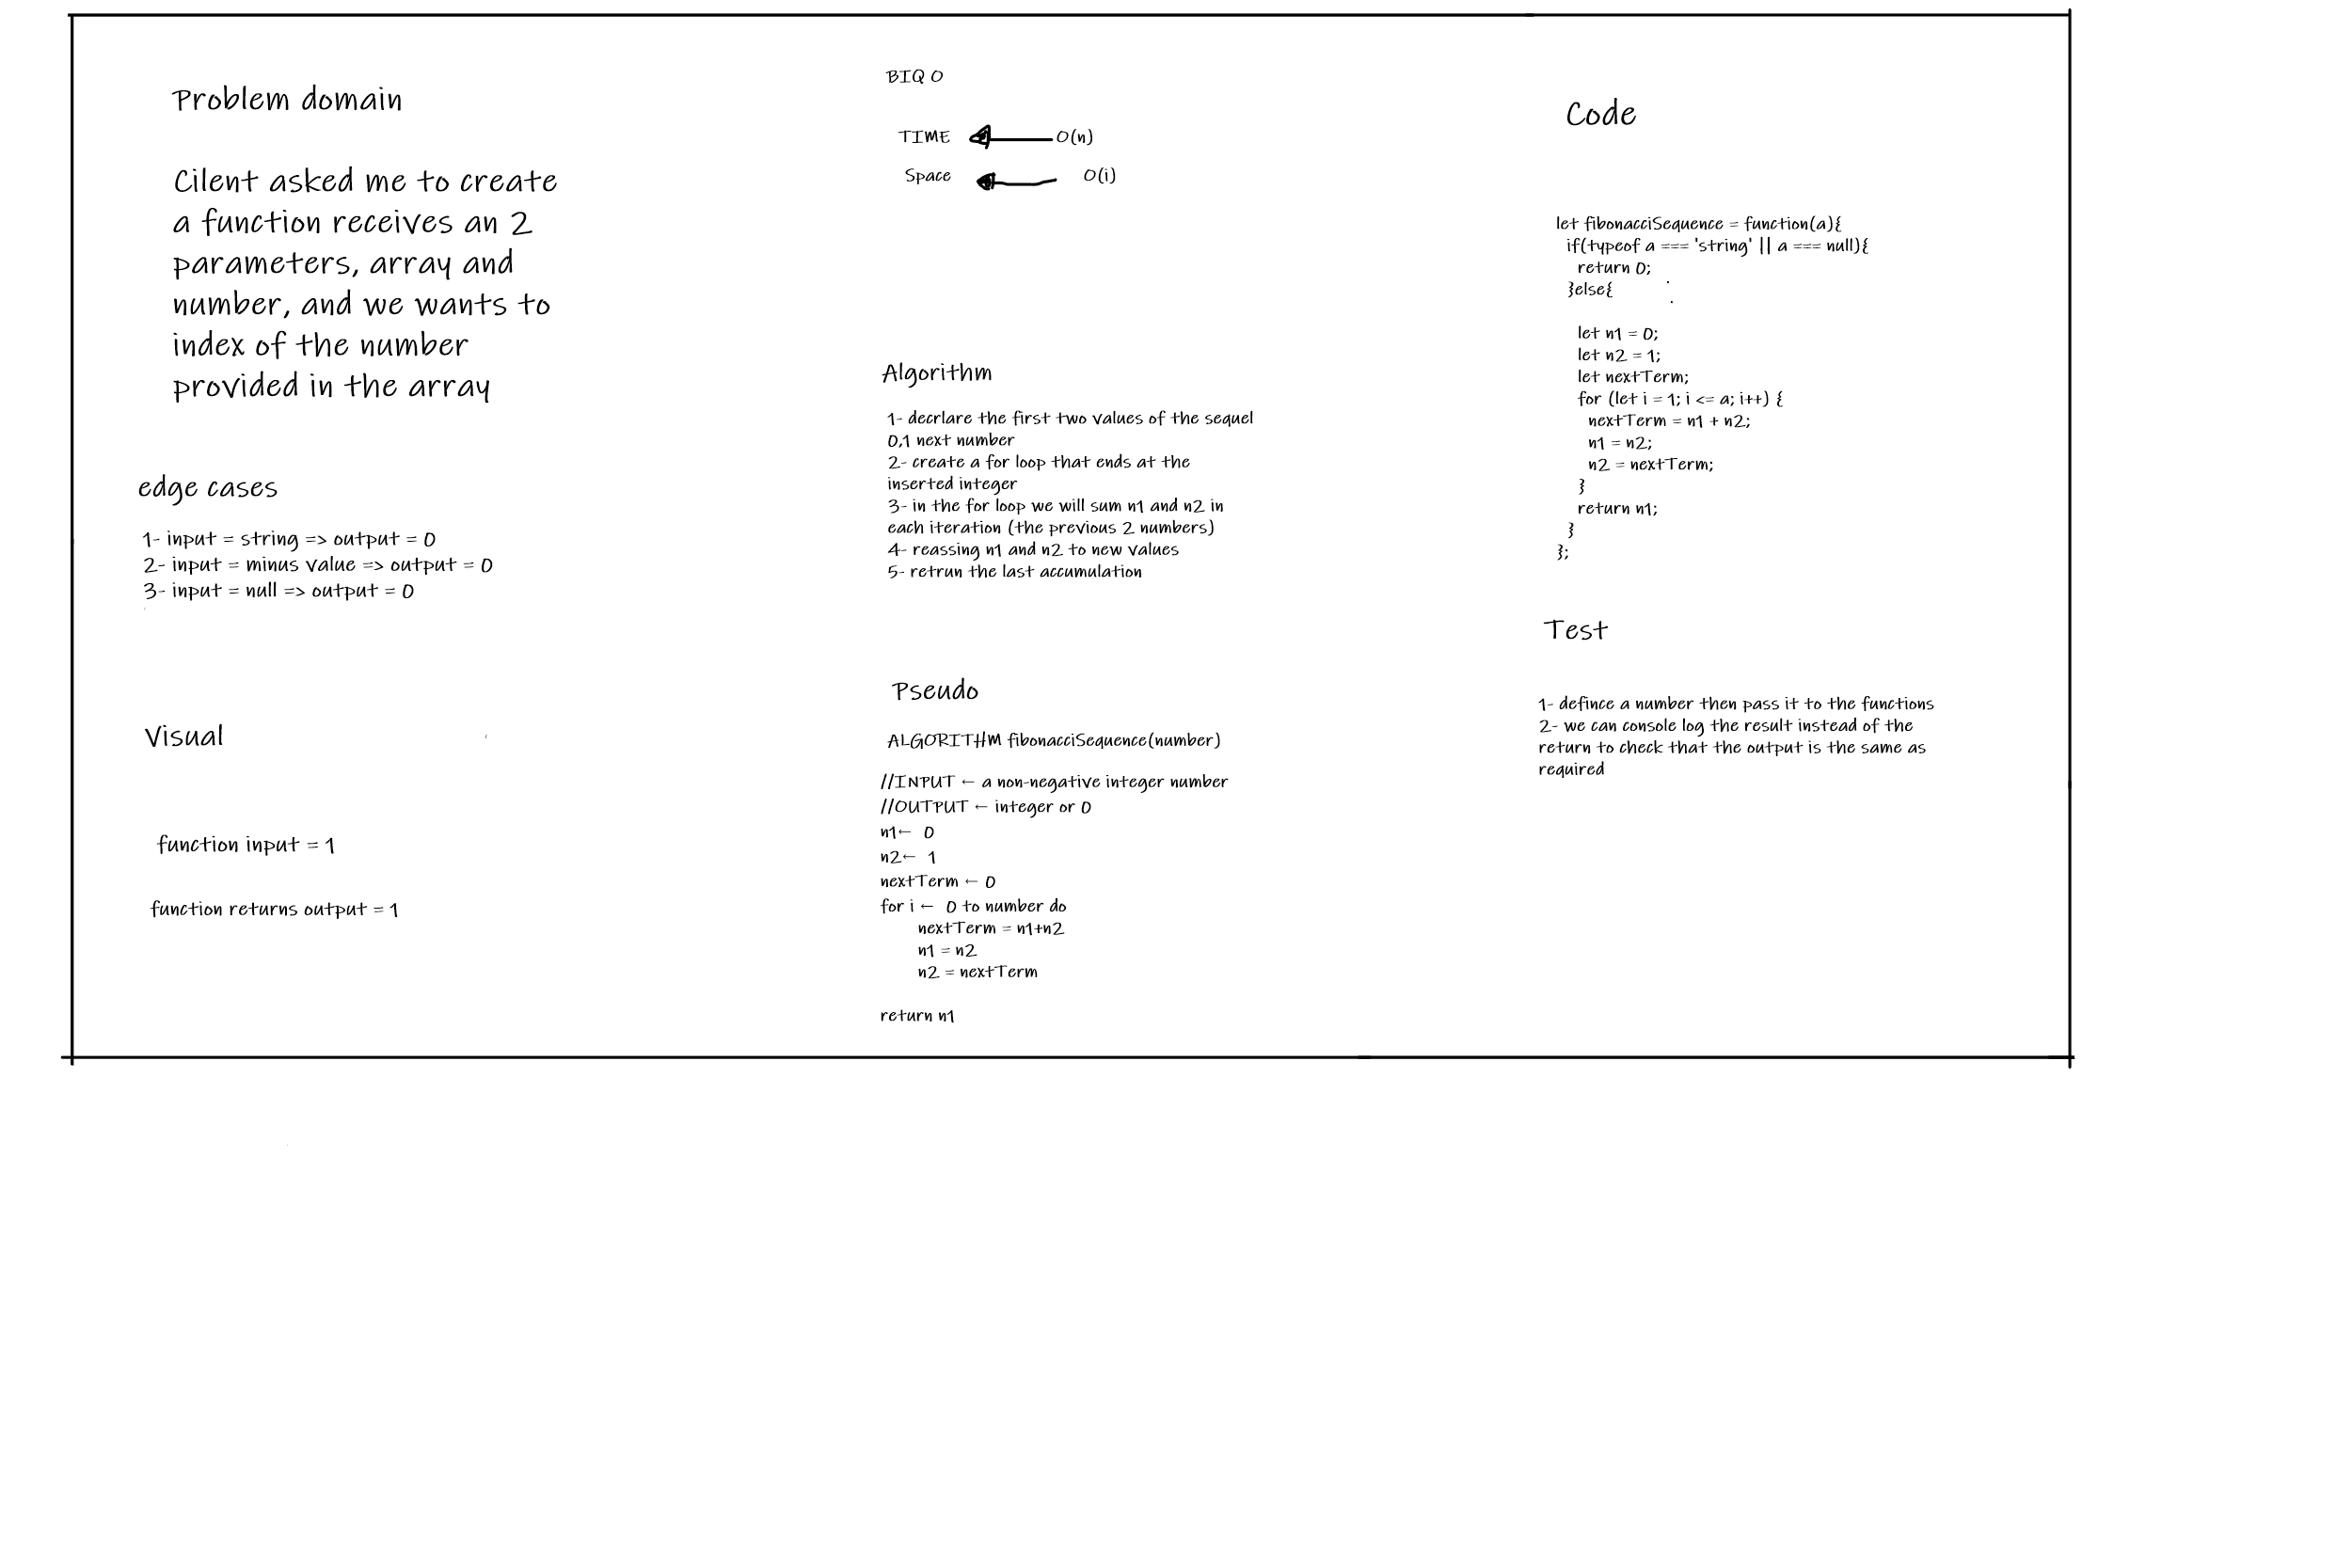 Problem domain
Cilent asked me to create
a function receives an 2
parameters, array and
number, and we wants to
index of the number
provided in the array
edge cases
1- input = string => output = 0
2- input = minus value => output = 0
3- input = null => output = 0
Visual
function input = 1
function returns output = 1
BIQ O
TIME O(n)
Space O(i)
Algorithm
1- decrlare the first two values of the sequel
0,1 next number
2- create a for loop that ends at the
inserted integer
3- in the for loop we will sum n1 and n2 in
each iteration (the previous 2 numbers)
4- reassing n1 and n2 to new values
5- retrun the last accumulation
Pseudo
ALGORITHM fibonacciSequence(number)
//INPUT ← a non-negative integer number
//OUTPUT ← integer or 0
n1← 0
n2← 1
nextTerm ← 0
for i ← 0 to number do
nextTerm = n1+n2
n1 = n2
n2 = nextTerm
return n1
Code
let fibonacciSequence = function(a){
if(typeof a === 'string' || a === null){
return 0;
}else{
let n1 = 0;
let n2 = 1;
let nextTerm;
for (let i = 1; i <= a; i++) {
nextTerm = n1 + n2;
n1 = n2;
n2 = nextTerm;
}
return n1;
}
};
Test
1- defince a number then pass it to the functions
2- we can console log the result instead of the
return to check that the output is the same as
required